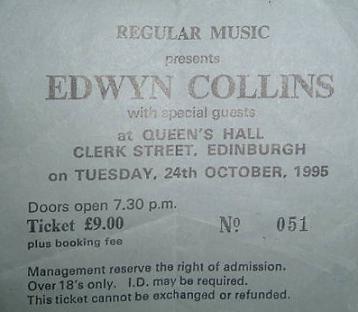 REGULAR MUSIC
presents
EDWYN COLLINS
with special guests
at QUEEN'S HALL
CLERK STREET, EDINBURGH
on TUESDAY, 24th OCTOBER, 1995
Doors open 7.30 p.m.
Ticket £9.00 Nº 051
plus booking fee
Management reserve the right of admission.
Over 18's only. I.D. may be required.
This ticket cannot be exchanged or refunded.